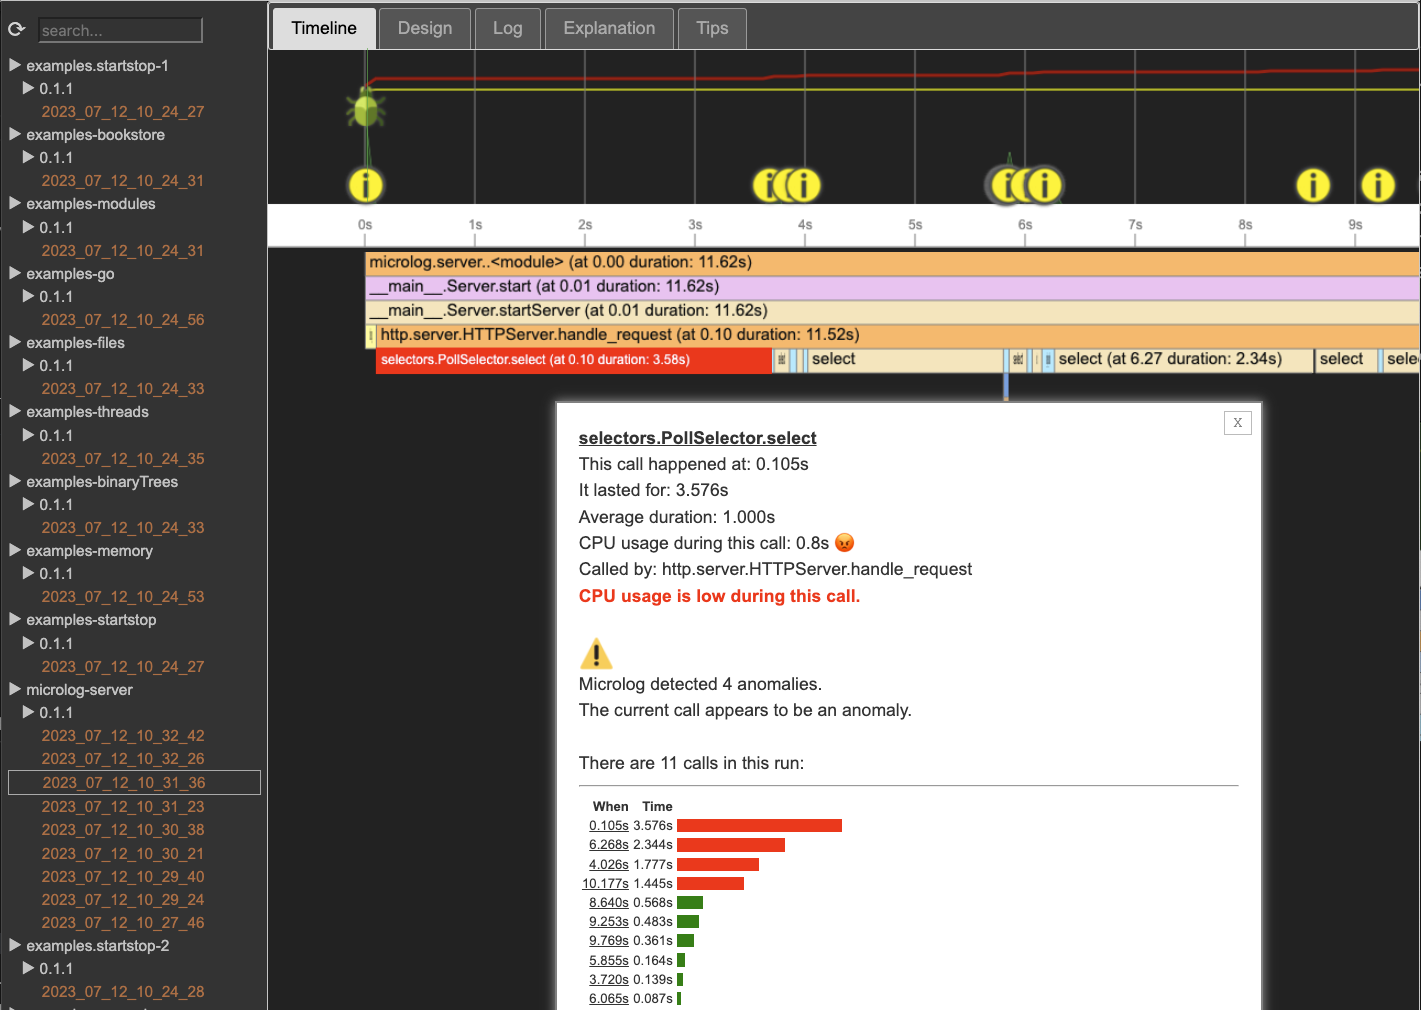 ⟳ search...
examples.startstop-1
0.1.1
2023_07_12_10_24_27
examples-bookstore
0.1.1
2023_07_12_10_24_31
examples-modules
0.1.1
2023_07_12_10_24_31
examples-go
0.1.1
2023_07_12_10_24_56
examples-files
0.1.1
2023_07_12_10_24_33
examples-threads
0.1.1
2023_07_12_10_24_35
examples-binaryTrees
0.1.1
2023_07_12_10_24_33
examples-memory
0.1.1
2023_07_12_10_24_53
examples-startstop
0.1.1
2023_07_12_10_24_27
microlog-server
0.1.1
2023_07_12_10_32_42
2023_07_12_10_32_26
2023_07_12_10_31_36
2023_07_12_10_31_23
2023_07_12_10_30_38
2023_07_12_10_30_21
2023_07_12_10_29_40
2023_07_12_10_29_24
2023_07_12_10_27_46
examples.startstop-2
0.1.1
2023_07_12_10_24_28
Timeline Design Log Explanation Tips
0s 1s 2s 3s 4s 5s 6s 7s 8s 9s
microlog.server..<module> (at 0.00 duration: 11.62s)
__main__.Server.start (at 0.01 duration: 11.62s)
__main__.Server.startServer (at 0.01 duration: 11.62s)
http.server.HTTPServer.handle_request (at 0.10 duration: 11.52s)
selectors.PollSelector.select (at 0.10 duration: 3.58s) select select (at 6.27 duration: 2.34s) select sele
X
selectors.PollSelector.select
This call happened at: 0.105s
It lasted for: 3.576s
Average duration: 1.000s
CPU usage during this call: 0.8s 😡
Called by: http.server.HTTPServer.handle_request
CPU usage is low during this call.
Microlog detected 4 anomalies.
The current call appears to be an anomaly.
There are 11 calls in this run:
When Time
0.105s 3.576s
6.268s 2.344s
4.026s 1.777s
10.177s 1.445s
8.640s 0.568s
9.253s 0.483s
9.769s 0.361s
5.855s 0.164s
3.720s 0.139s
6.065s 0.087s